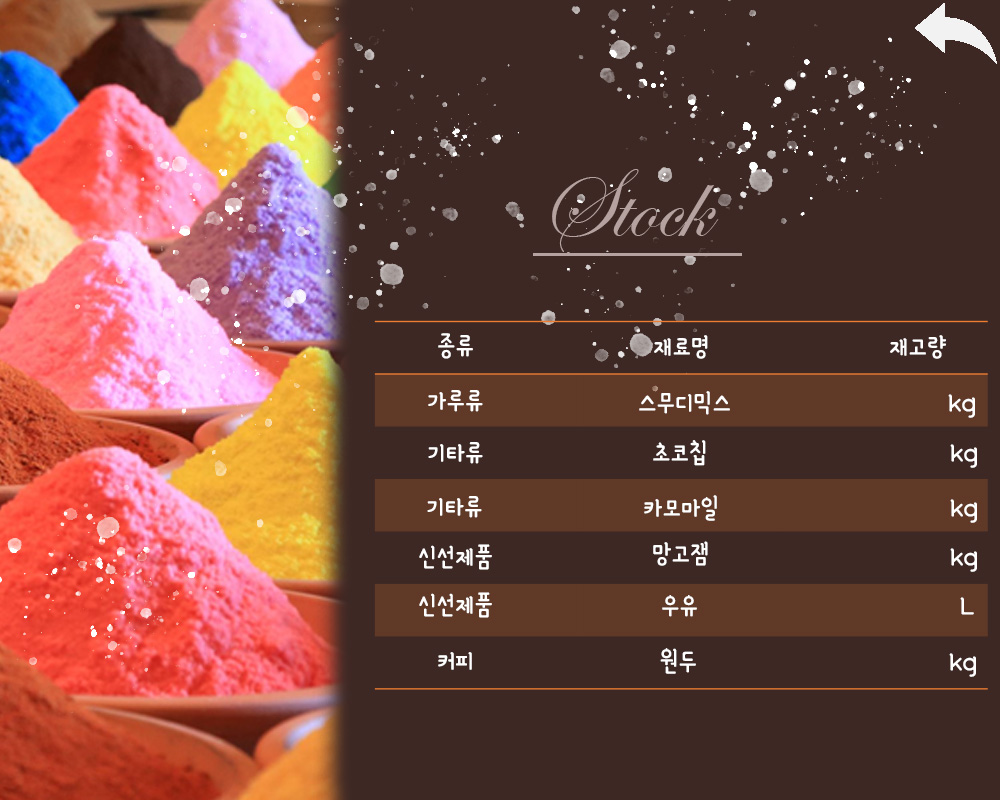 Stock
종류 재료명 재고량
가루류 스무디믹스 kg
기타류 초코칩 kg
기타류 카모마일 kg
신선제품 망고잼 kg
신선제품 우유 L
커피 원두 kg